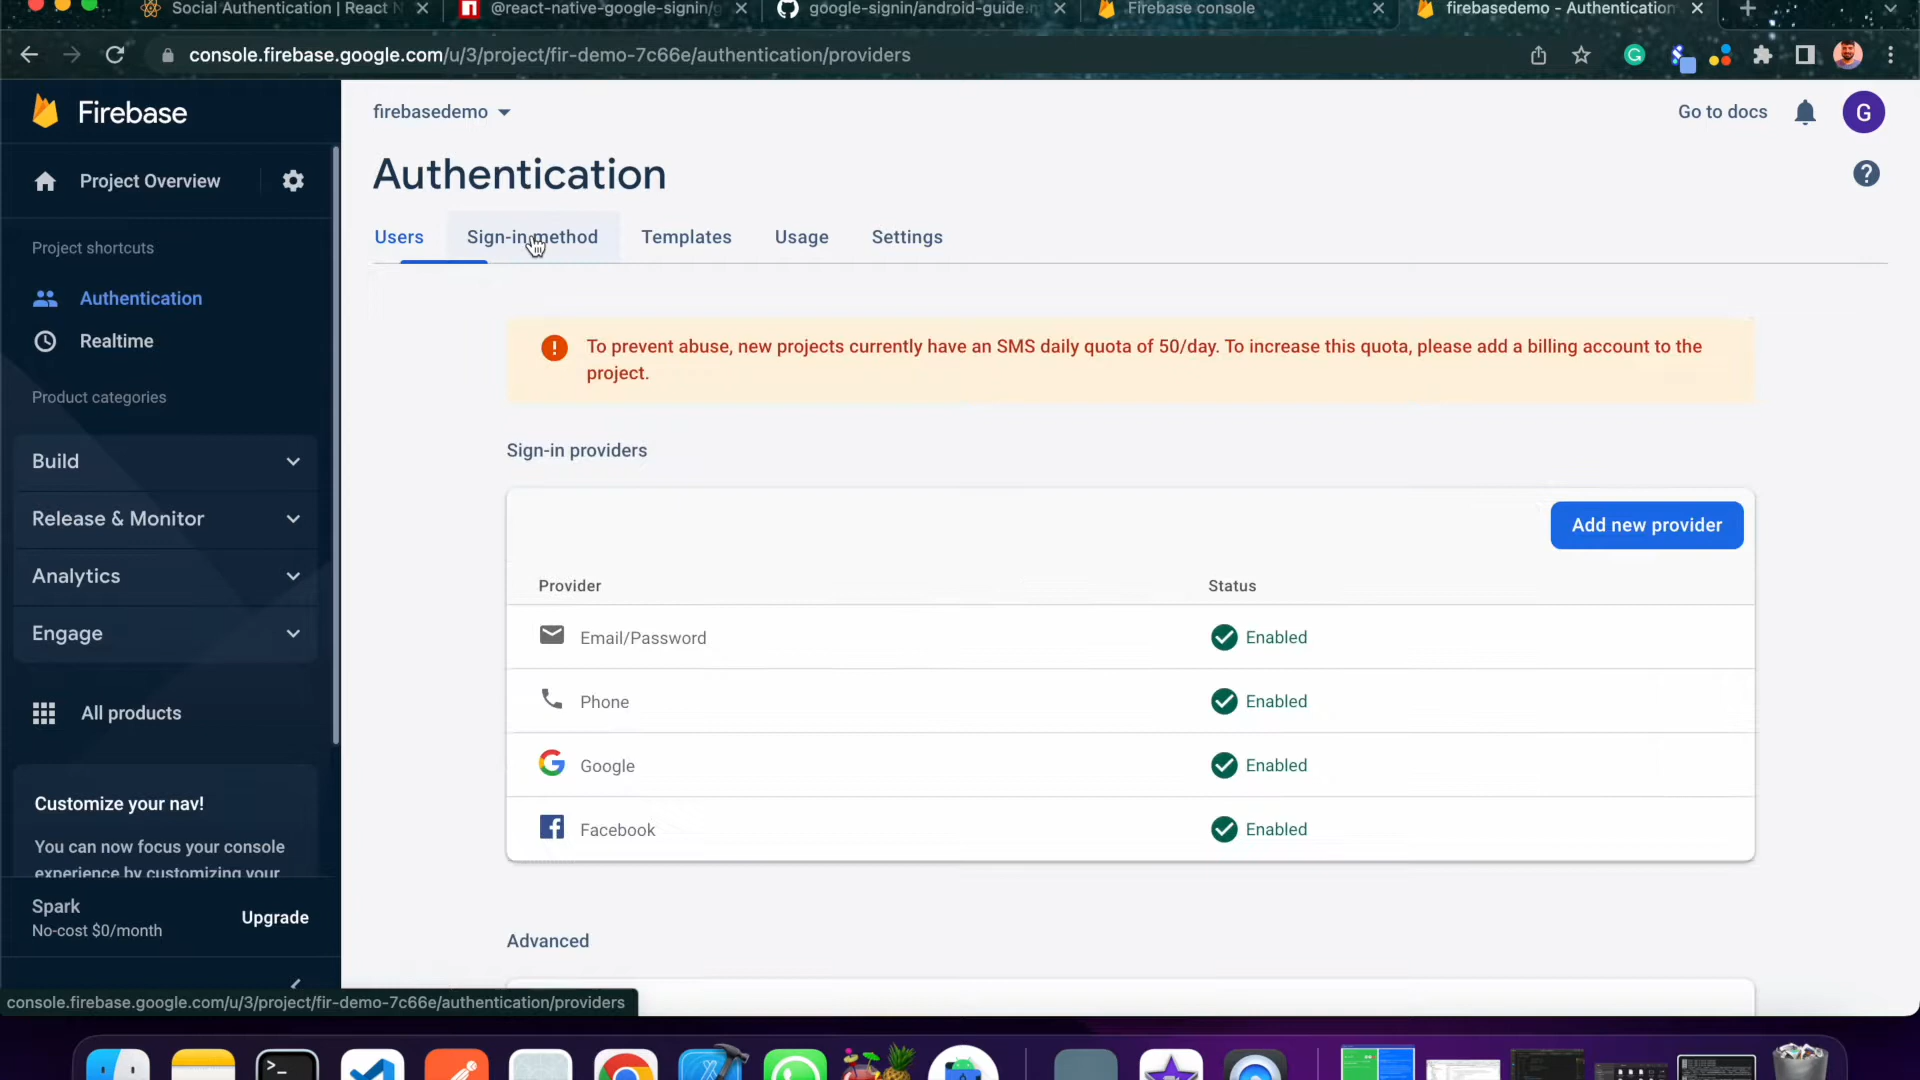 Social Authentication | React N
@react-native-google-signin/g
google-signin/android-guide.m
Firebase console
firebasedemo - Authentication
console.firebase.google.com/u/3/project/fir-demo-7c66e/authentication/providers
Firebase
firebasedemo
Go to docs
G
Project Overview
Authentication
Users
Sign-in method
Templates
Usage
Settings
Project shortcuts
Authentication
Realtime
Product categories
Build
Release & Monitor
Analytics
Engage
All products
Customize your nav!
You can now focus your console
experience by customizing your
Spark
No-cost $0/month
Upgrade
To prevent abuse, new projects currently have an SMS daily quota of 50/day. To increase this quota, please add a billing account to the
project.
Sign-in providers
Add new provider
Provider
Status
Email/Password
Enabled
Phone
Enabled
Google
Enabled
Facebook
Enabled
Advanced
console.firebase.google.com/u/3/project/fir-demo-7c66e/authentication/providers